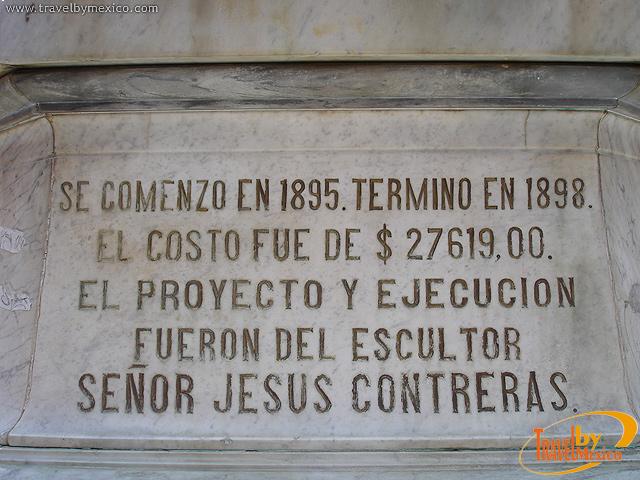 www.travelbymexico.com
SE COMENZO EN 1895. TERMINO EN 1898.
EL COSTO FUE DE $ 27619,00.
EL PROYECTO Y EJECUCION
FUERON DEL ESCULTOR
SEÑOR JESUS CONTRERAS.
Travelby